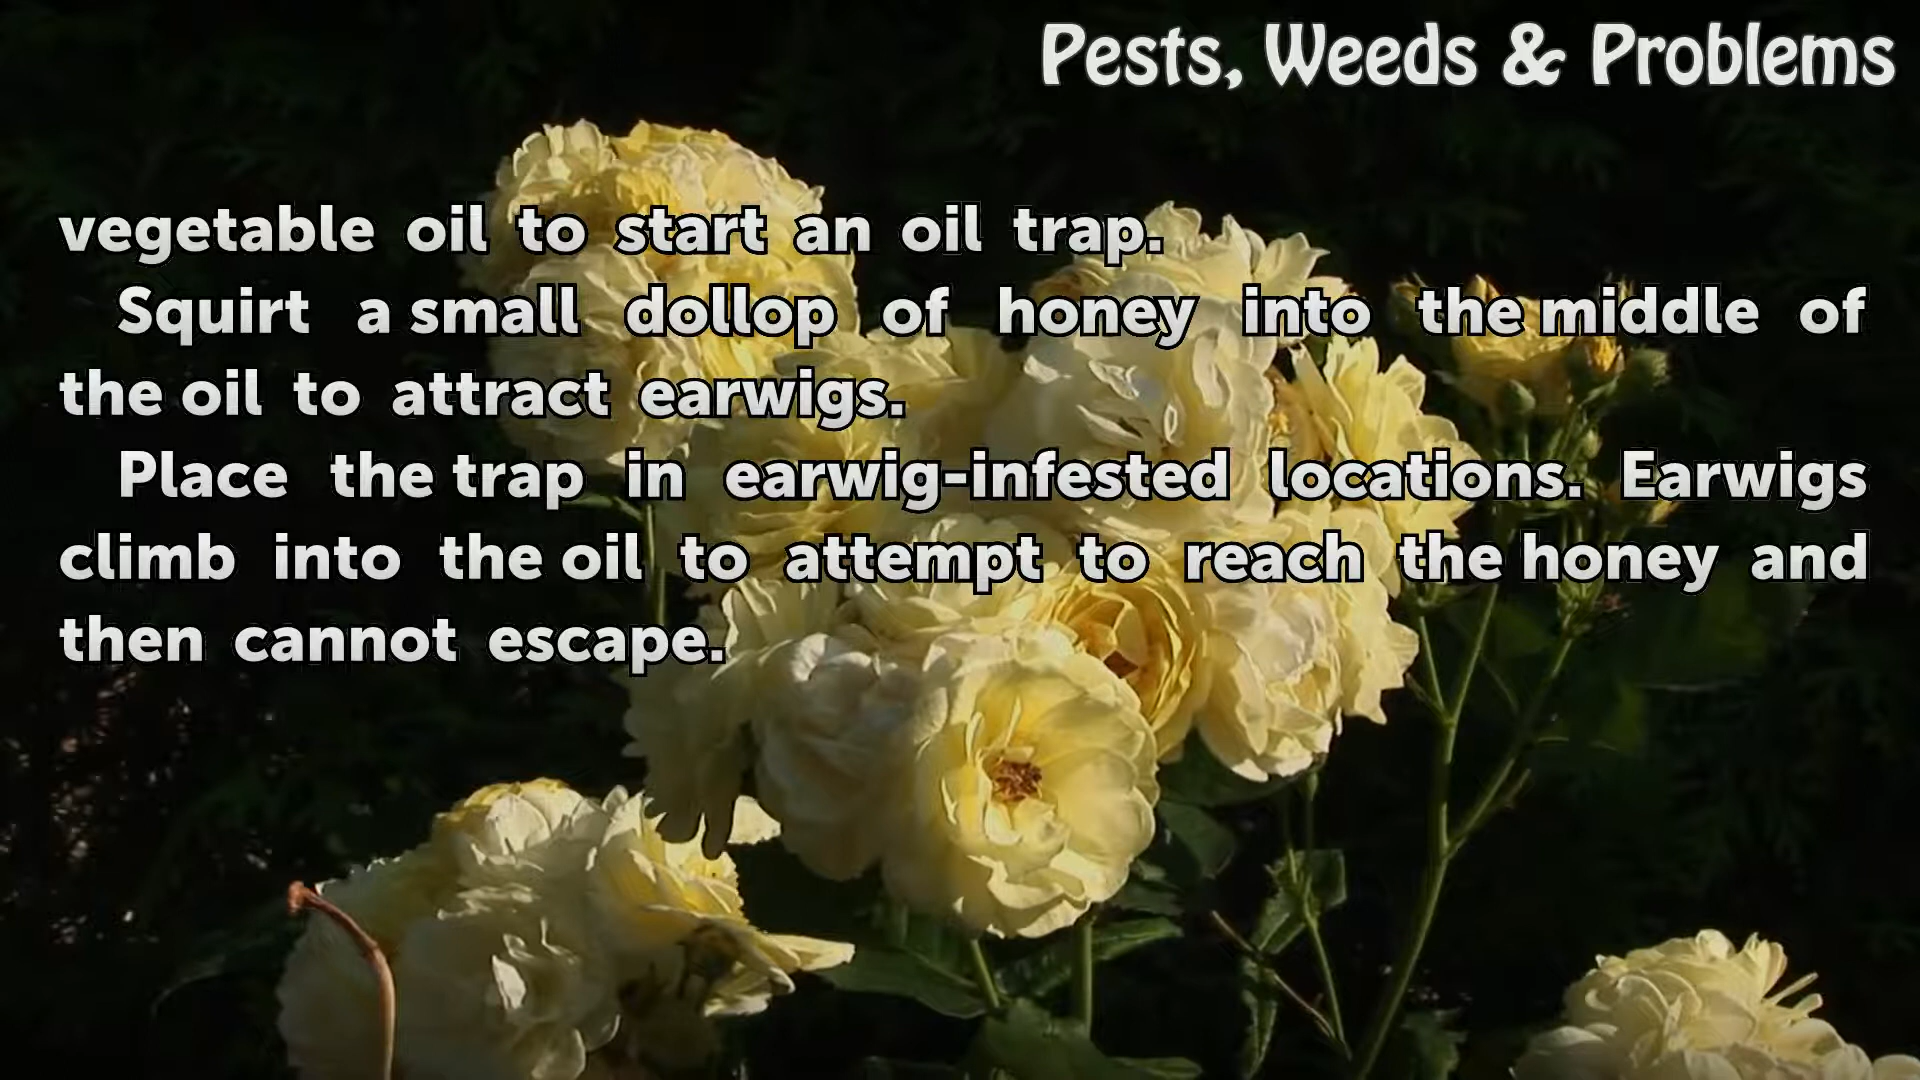 Pests, Weeds & Problems
vegetable oil to start an oil trap.
Squirt a small dollop of honey into the middle of
the oil to attract earwigs.
Place the trap in earwig-infested locations. Earwigs
climb into the oil to attempt to reach the honey and
then cannot escape.